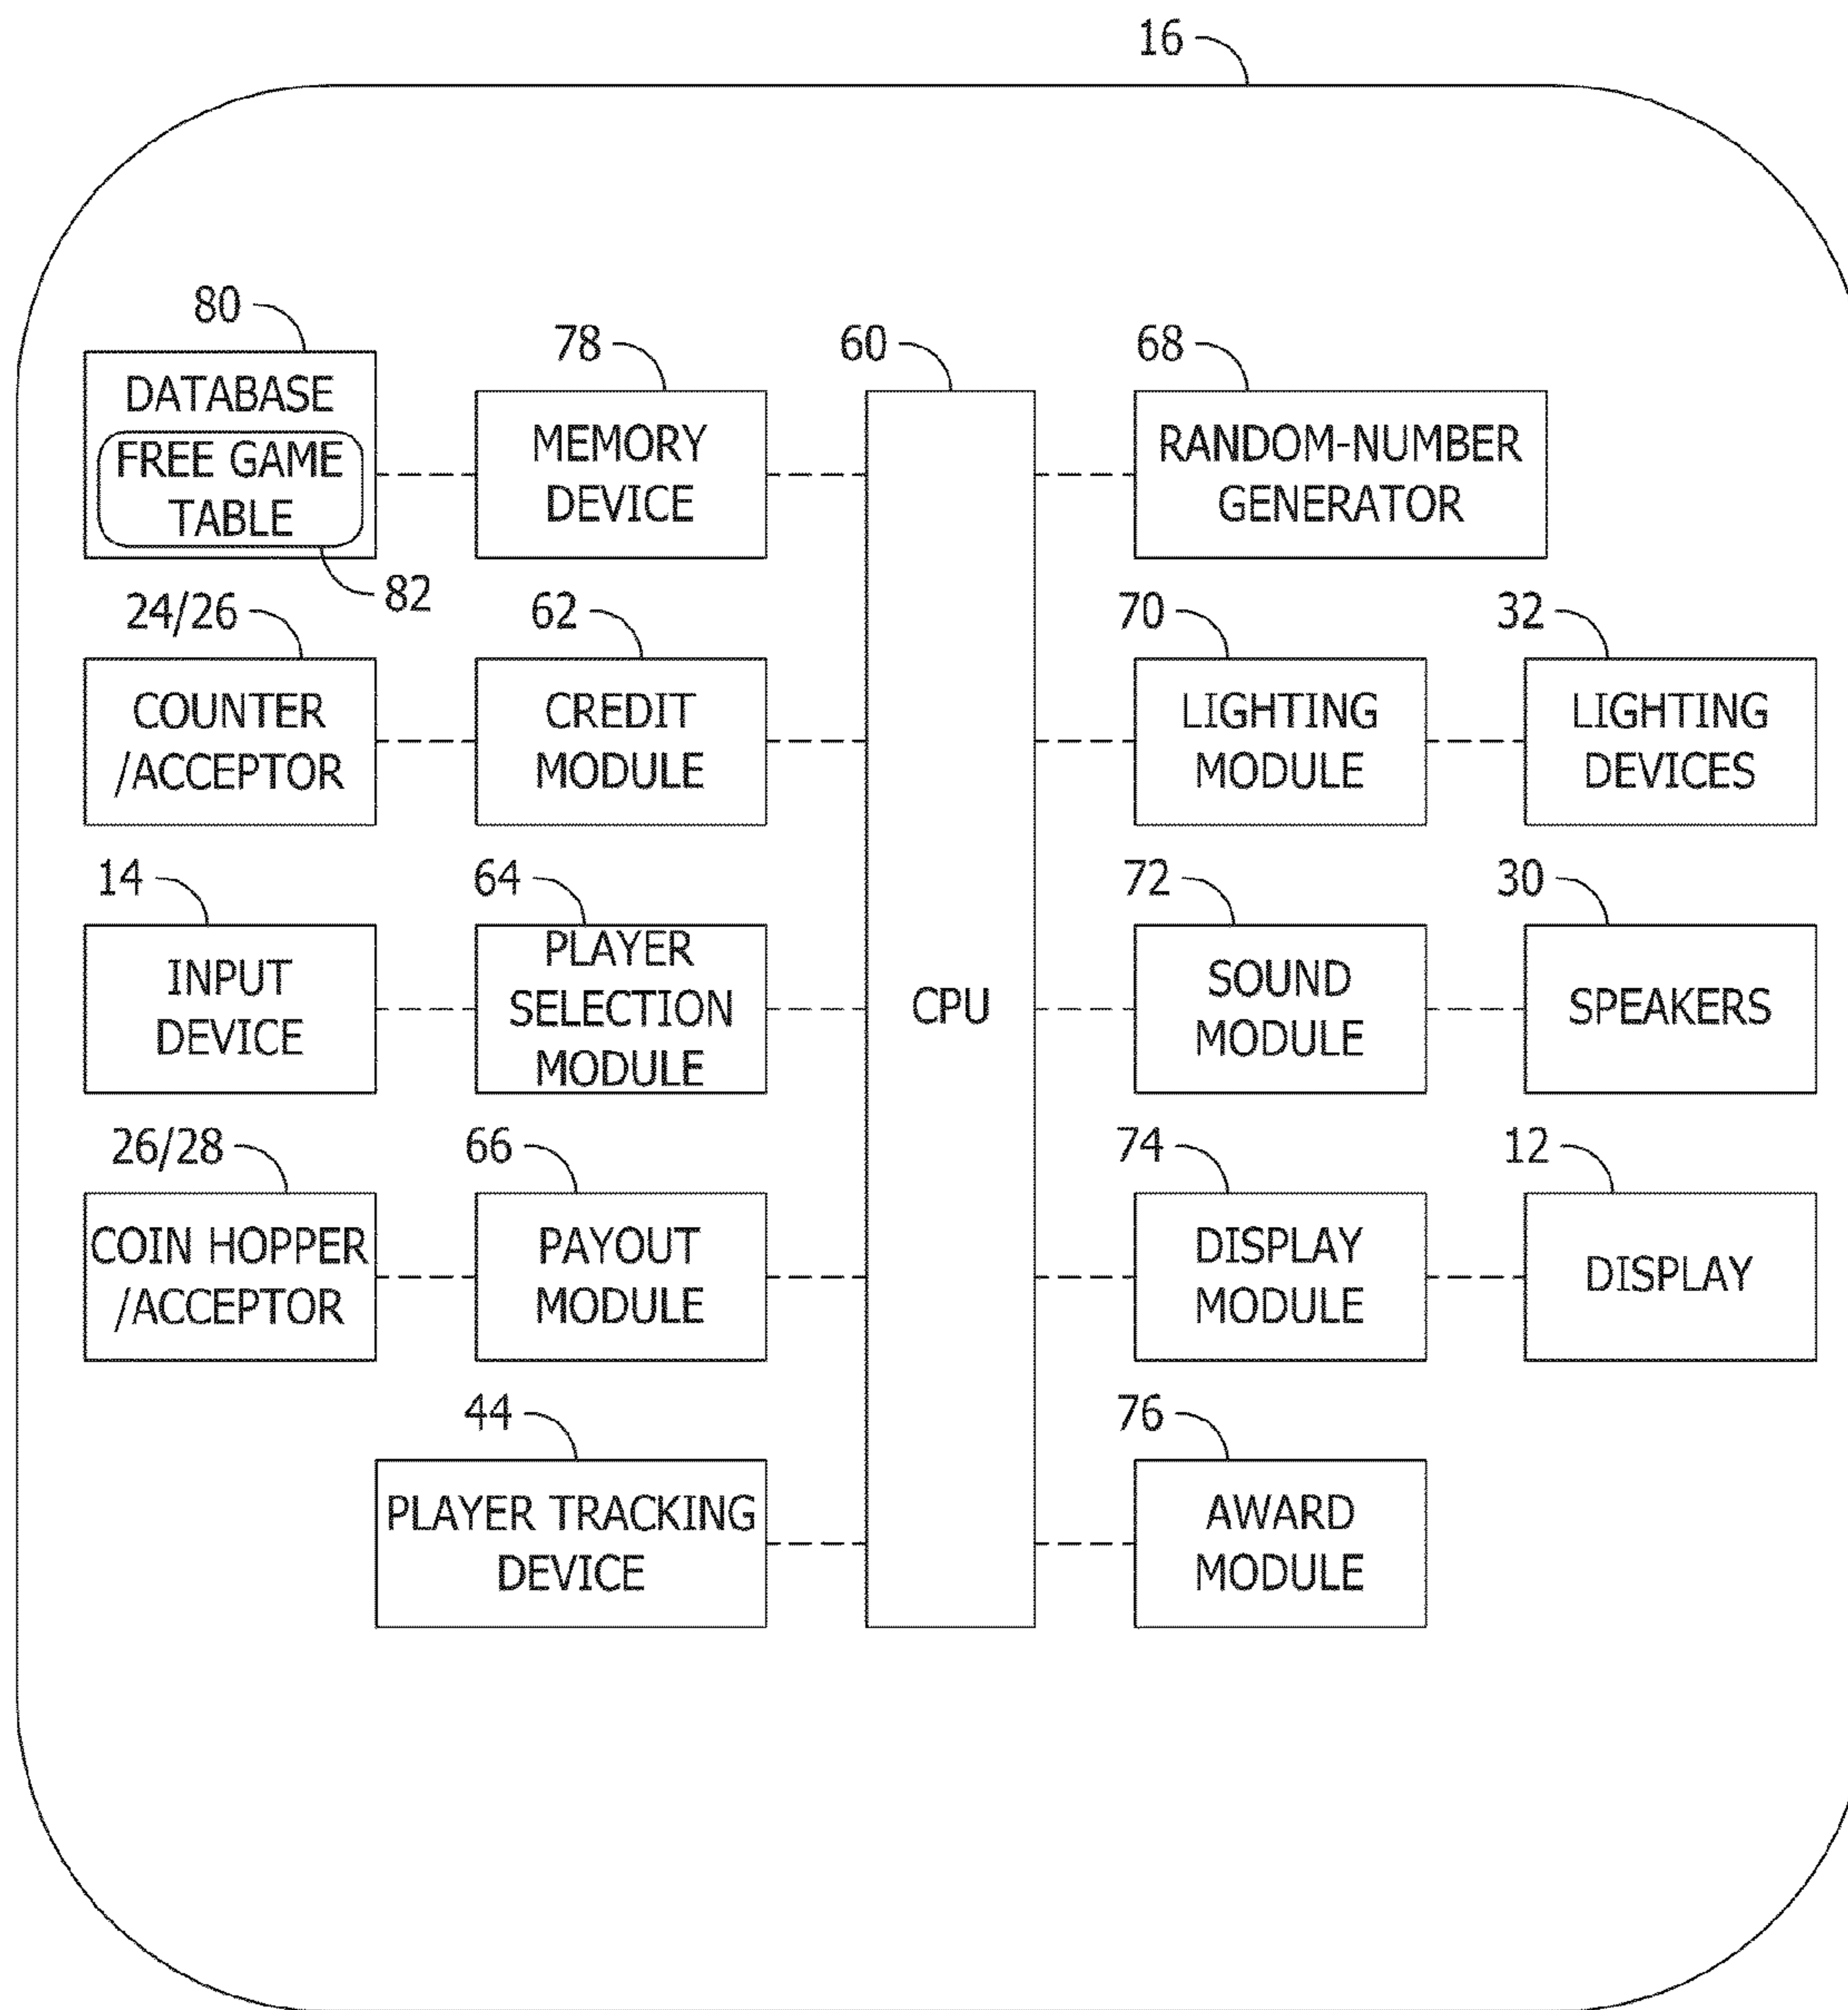 16
80
DATABASE
FREE GAME
TABLE
82
78
MEMORY
DEVICE
60
CPU
68
RANDOM-NUMBER
GENERATOR
24/26
COUNTER
/ACCEPTOR
62
CREDIT
MODULE
70
LIGHTING
MODULE
32
LIGHTING
DEVICES
14
INPUT
DEVICE
64
PLAYER
SELECTION
MODULE
72
SOUND
MODULE
30
SPEAKERS
26/28
COIN HOPPER
/ACCEPTOR
66
PAYOUT
MODULE
74
DISPLAY
MODULE
12
DISPLAY
44
PLAYER TRACKING
DEVICE
76
AWARD
MODULE